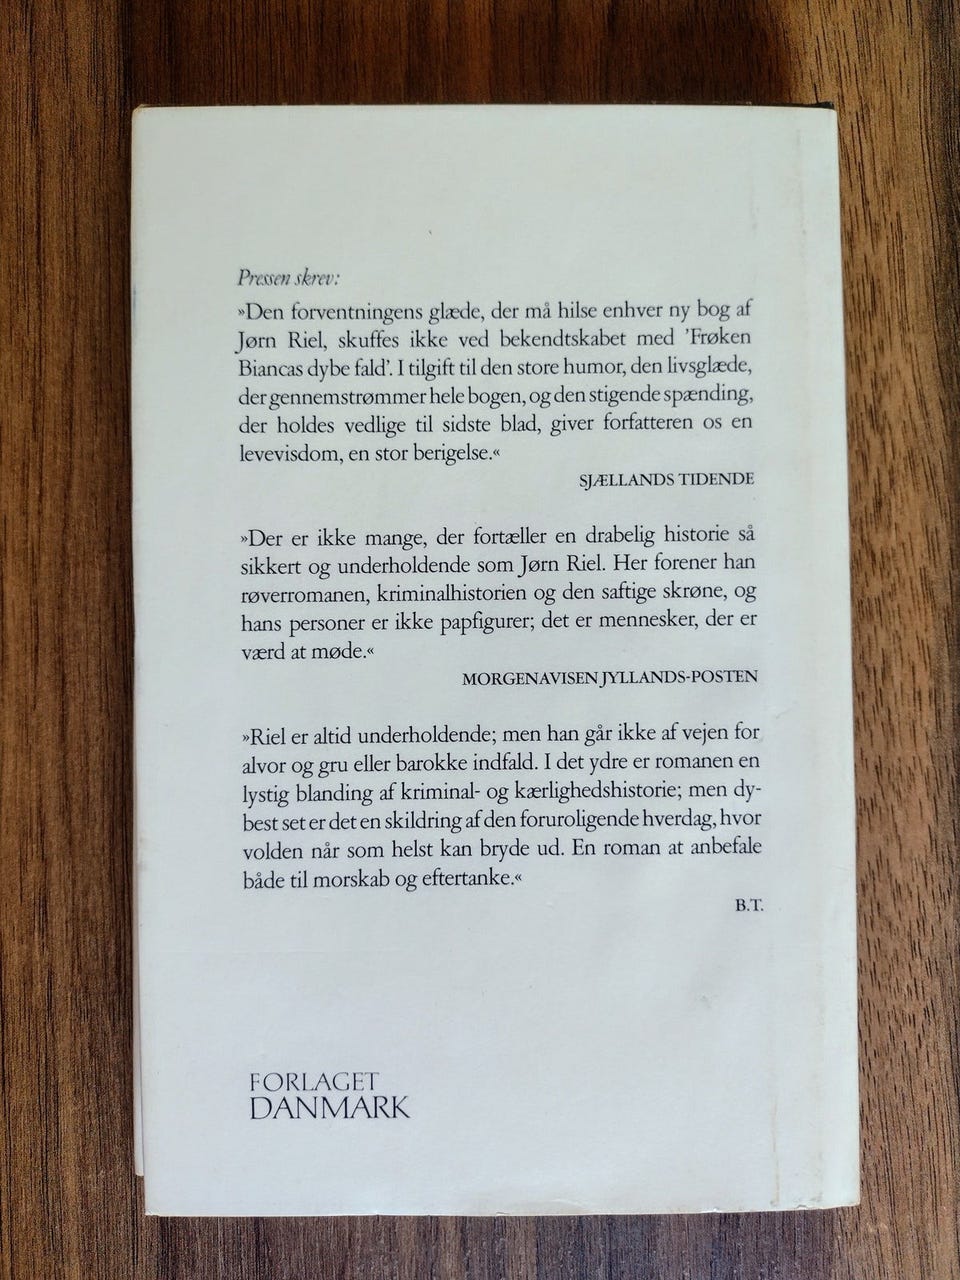 Pressen skrev:
»Den forventningens glæde, der må hilse enhver ny bog af
Jørn Riel, skuffes ikke ved bekendtskabet med 'Frøken
Biancas dybe fald'. I tilgift til den store humor, den livsglæde,
der gennemstrømmer hele bogen, og den stigende spænding,
der holdes vedlige til sidste blad, giver forfatteren os en
levevisdom, en stor berigelse.«
SJÆLLANDS TIDENDE
»Der er ikke mange, der fortæller en drabelig historie så
sikkert og underholdende som Jørn Riel. Her forener han
røverromanen, kriminalhistorien og den saftige skrøne, og
hans personer er ikke papfigurer; det er mennesker, der er
værd at møde.«
MORGENAVISEN JYLLANDS-POSTEN
»Riel er altid underholdende; men han går ikke af vejen for
alvor og gru eller barokke indfald. I det ydre er romanen en
lystig blanding af kriminal- og kærlighedshistorie; men dy-
best set er det en skildring af den foruroligende hverdag, hvor
volden når som helst kan bryde ud. En roman at anbefale
både til morskab og eftertanke.«
B.T.
FORLAGET
DANMARK